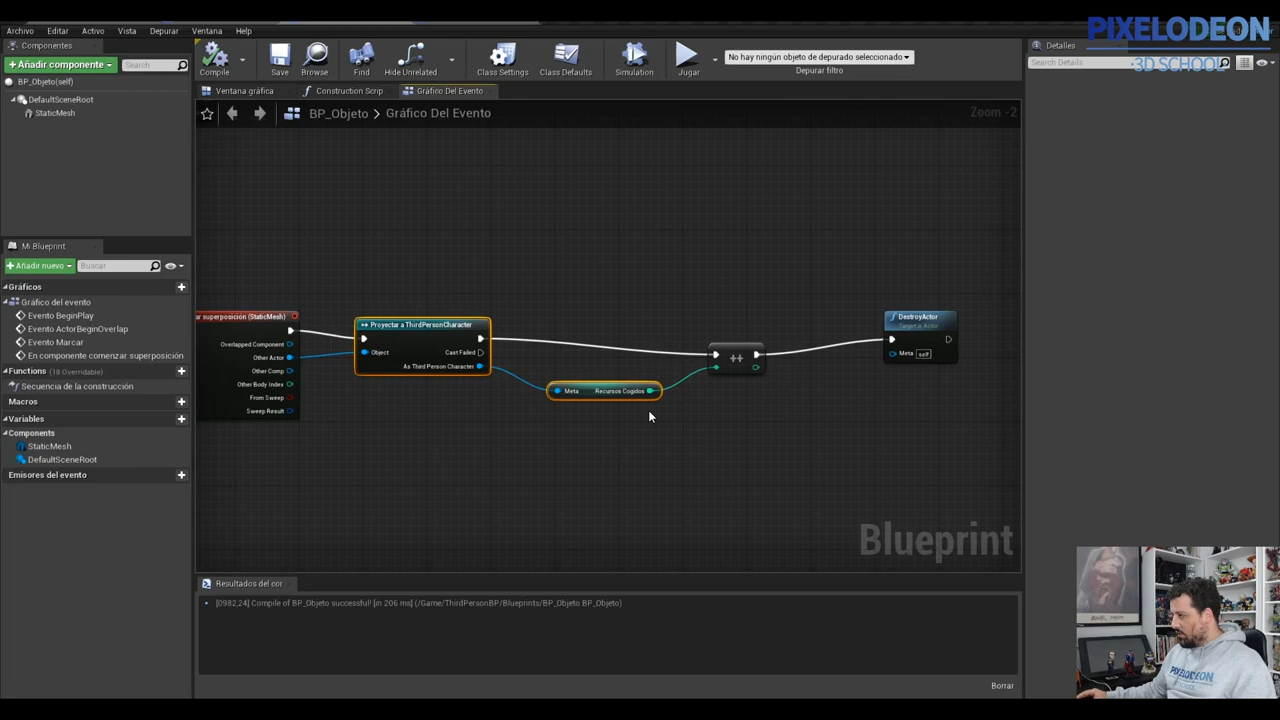 PIXELODEON
3D SCHOOL
Archivo Editar Activo Vista Depurar Ventana Help
Componentes
Detalles
+Añadir componente
Search
Search Details
BP_Objeto(self)
DefaultSceneRoot
StaticMesh
Compile
Save
Browse
Find
Hide Unrelated
Class Settings
Class Defaults
Simulation
Jugar
No hay ningún objeto de depurado seleccionado
Depurar filtro
Ventana gráfica
Construction Scrip
Gráfico Del Evento
BP_Objeto > Gráfico Del Evento
Zoom -2
Mi Blueprint
+Añadir nuevo
Buscar
Gráficos
Gráfico del evento
Evento BeginPlay
Evento ActorBeginOverlap
Evento Marcar
En componente comenzar superposición
Functions (18 Overridable)
Secuencia de la construcción
Macros
Variables
Components
StaticMesh
DefaultSceneRoot
Emisores del evento
ar superposición (StaticMesh)
Overlapped Component
Other Actor
Other Comp
Other Body Index
From Sweep
Sweep Result
Proyectar a ThirdPersonCharacter
Object
Cast Failed
As Third Person Character
Meta Recursos Cogidos
++
DestroyActor
Target is Actor
Meta self
Blueprint
Resultados del cor
[0982,24] Compile of BP_Objeto successful! [in 206 ms] (/Game/ThirdPersonBP/Blueprints/BP_Objeto.BP_Objeto)
Borrar
PIXELODEON
SCHOOL